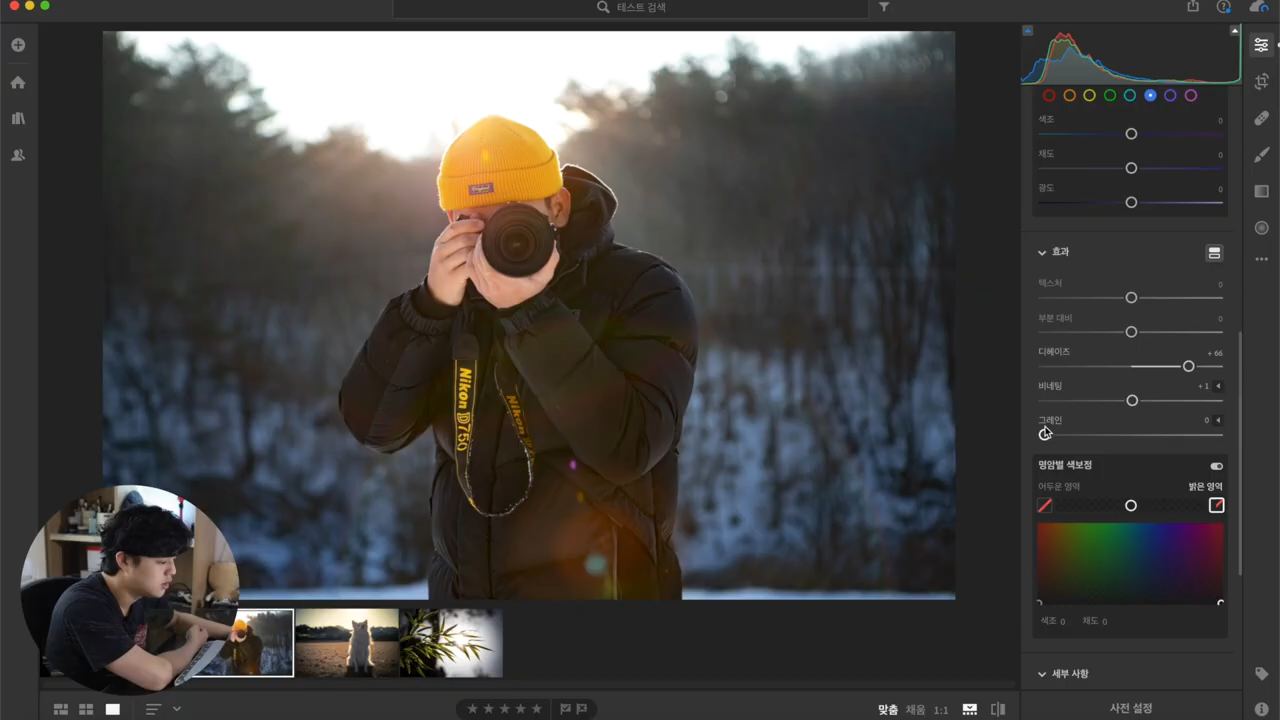 테스트 검색
색조 0
채도 0
광도 0
효과
텍스처 0
부분 대비 0
디헤이즈 + 66
비네팅 + 1
그레인 0
명암별 색보정
어두운 영역 밝은 영역
색조 0 채도 0
세부 사항
Nikon D750
Nikon
맞춤 채움 1:1
사전 설정